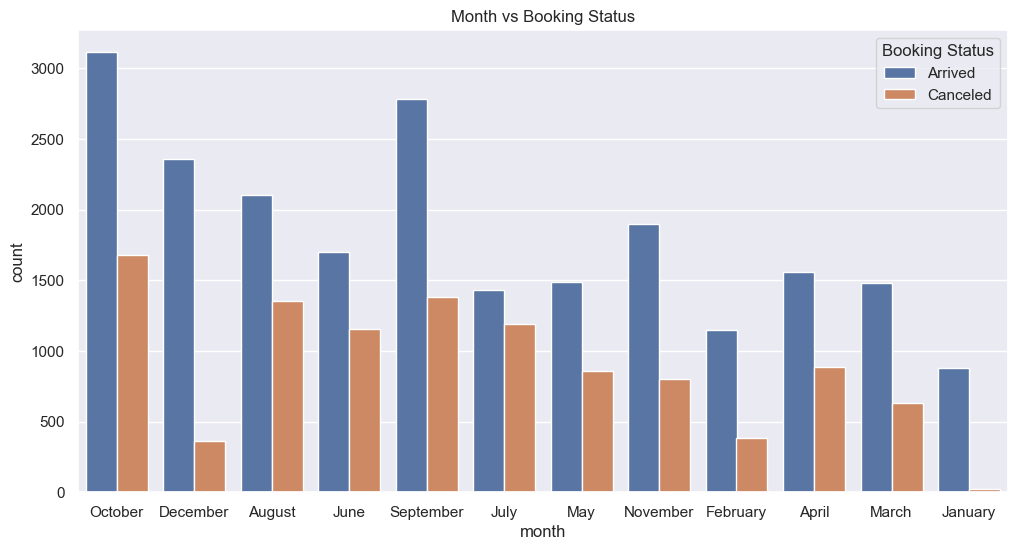 Month vs Booking Status
Booking Status
Arrived
Canceled
count
3000
2500
2000
1500
1000
500
0
October December August June September July May November February April March January
month